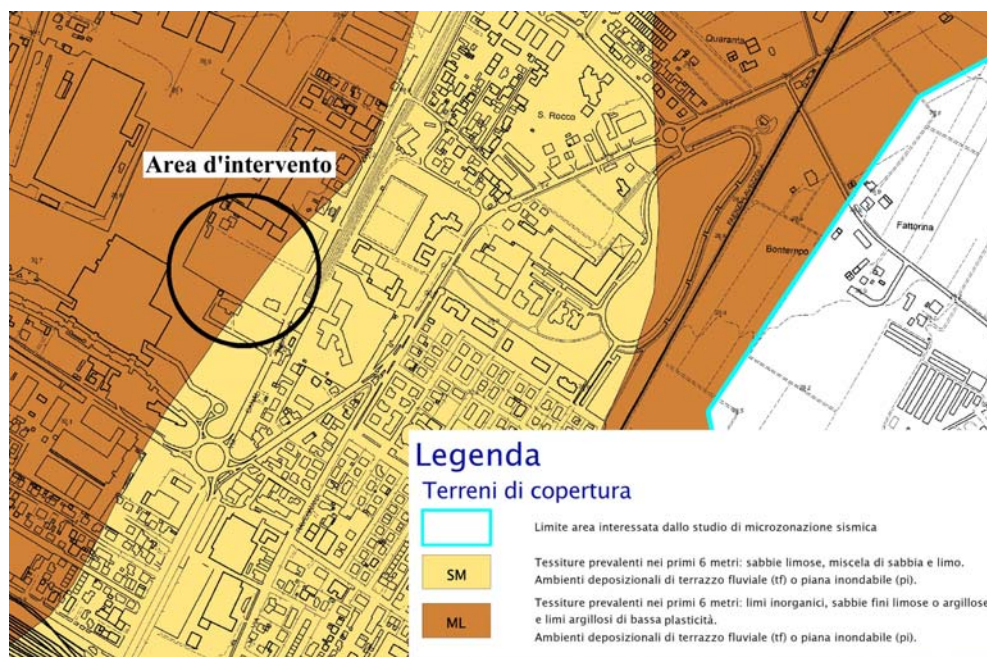 Quaranta
S. Rocco
Area d'intervento
Fattorina
Bontempo
Legenda
Terreni di copertura
Limite area interessata dallo studio di microzonazione sismica
SM
Tessiture prevalenti nei primi 6 metri: sabbie limose, miscela di sabbia e limo.
Ambienti deposizionali di terrazzo fluviale (tf) o piana inondabile (pi).
ML
Tessiture prevalenti nei primi 6 metri: limi inorganici, sabbie fini limose o argillose
e limi argillosi di bassa plasticità.
Ambienti deposizionali di terrazzo fluviale (tf) o piana inondabile (pi).